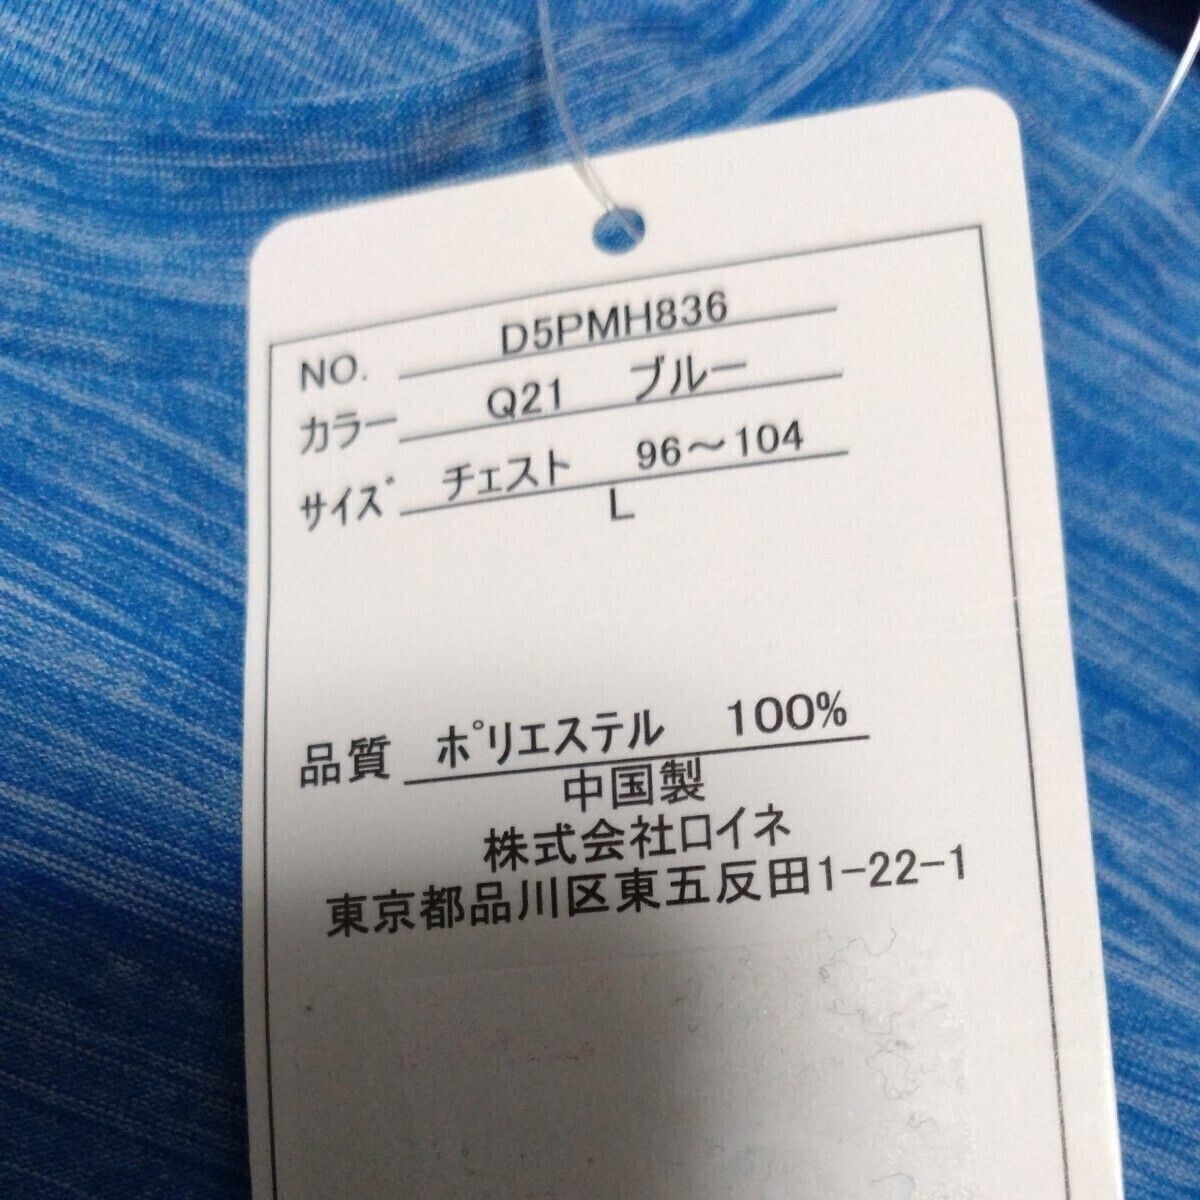 NO. D5PMH836
カラー Q21 ブルー
サイズ チェスト 96～104
L
品質 ポリエステル 100%
中国製
株式会社ロイネ
東京都品川区東五反田1-22-1